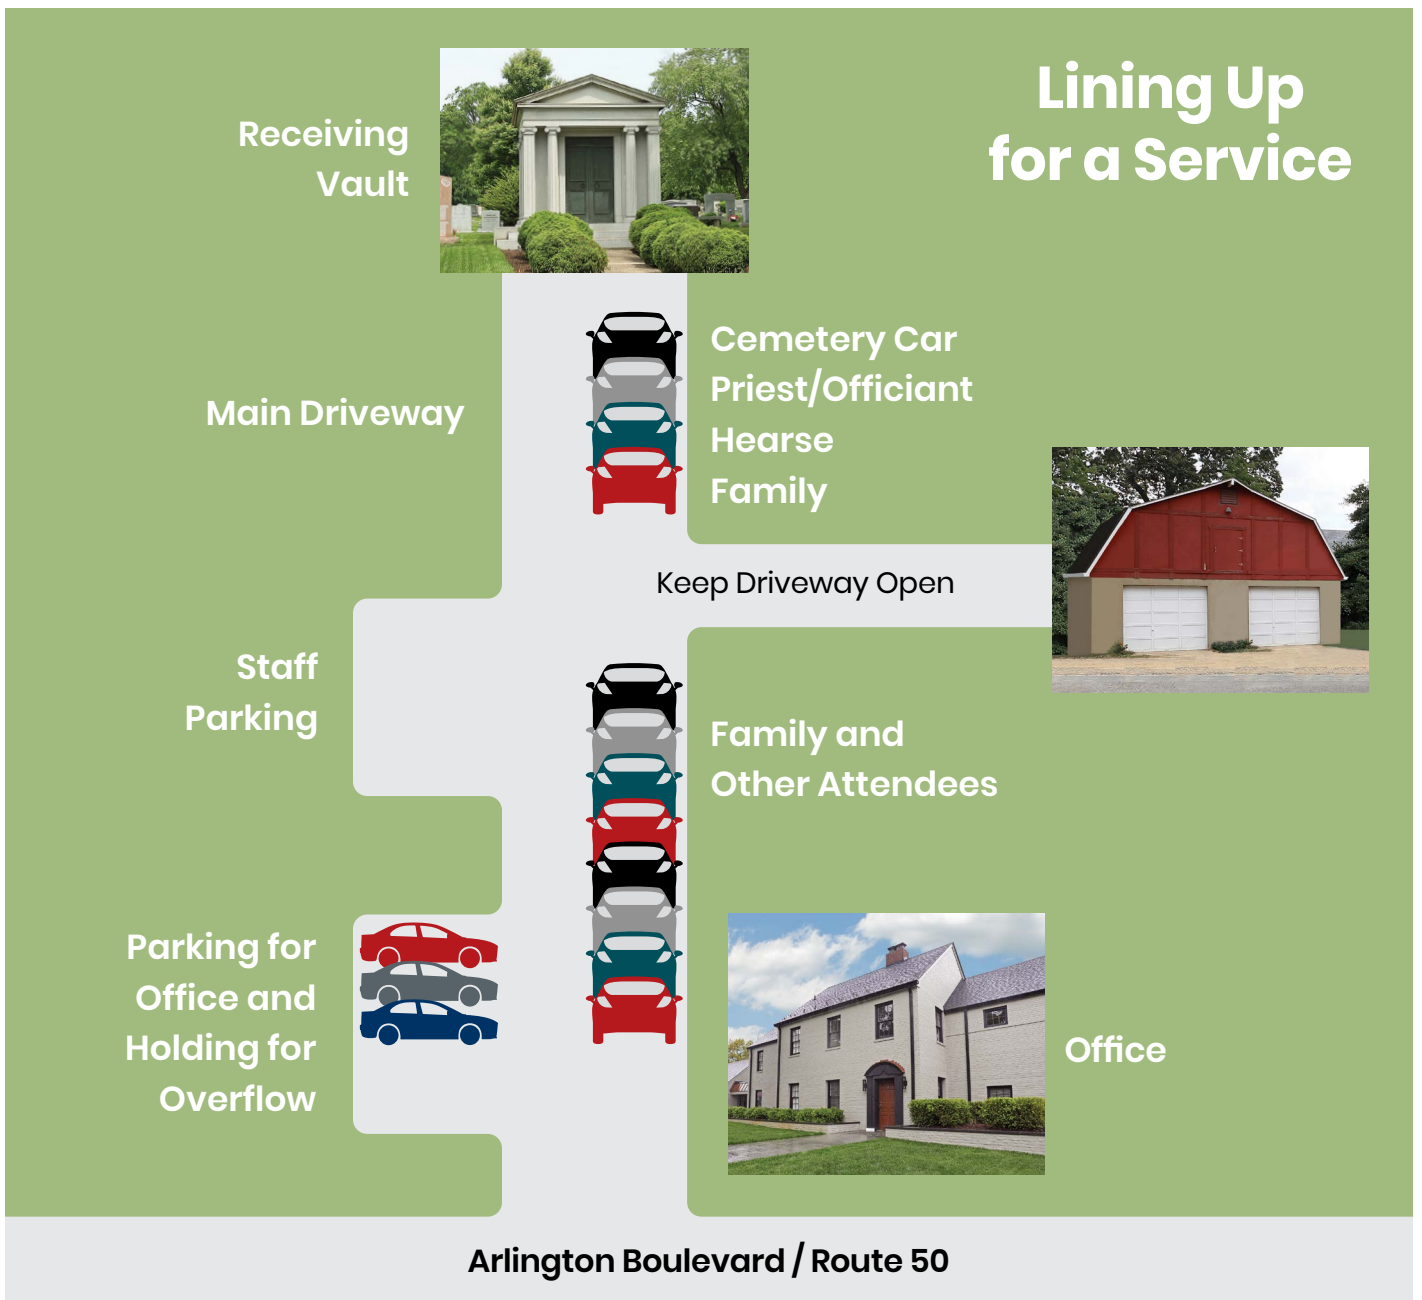 Lining Up
for a Service
Receiving
Vault
Cemetery Car
Priest/Officiant
Hearse
Family
Main Driveway
Keep Driveway Open
Staff
Parking
Family and
Other Attendees
Parking for
Office and
Holding for
Overflow
Office
Arlington Boulevard / Route 50